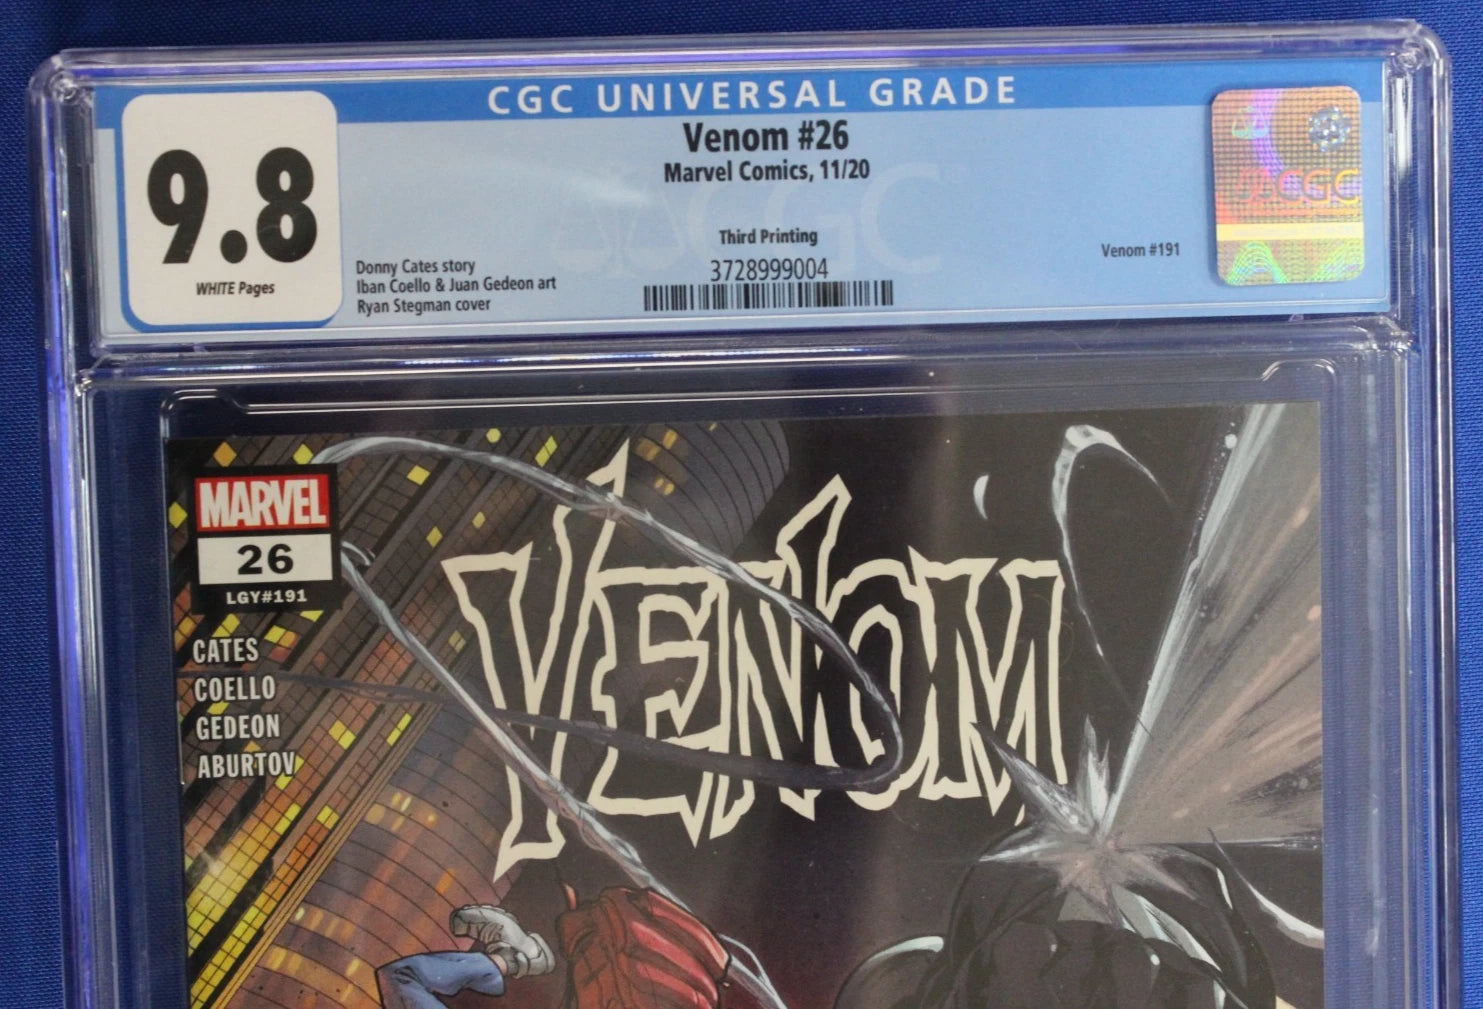 CGC UNIVERSAL GRADE
9.8
WHITE Pages
Venom #26
Marvel Comics, 11/20
Third Printing
3728999004
Donny Cates story
Iban Coello & Juan Gedeon art
Ryan Stegman cover
Venom #191
CGC
CGC
MARVEL
26
LGY#191
CATES
COELLO
GEDEON
ABURTOV
VENOM